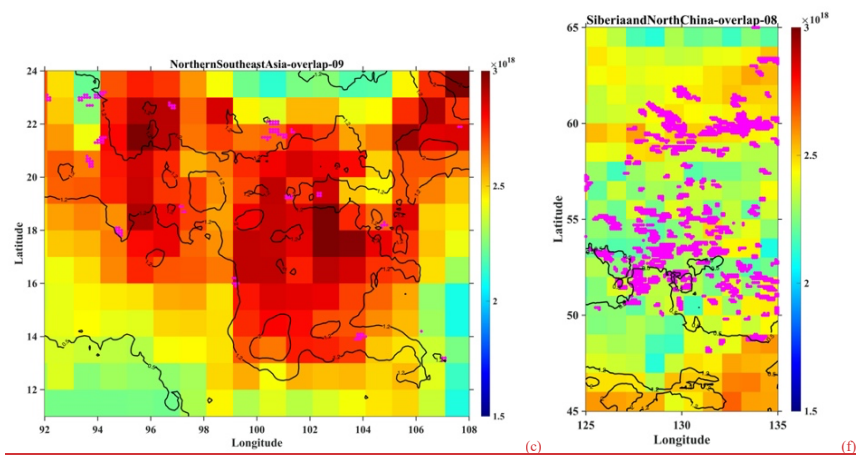 NorthernSoutheastAsia-overlap-09
×10^18
24
22
20
18
16
14
12
92 94 96 98 100 102 104 106 108
Latitude
Longitude
3
2.5
2
1.5
(c)
SiberiaandNorthChina-overlap-08
×10^18
65
60
55
50
45
125 130 135
Latitude
Longitude
3
2.5
2
1.5
(f)